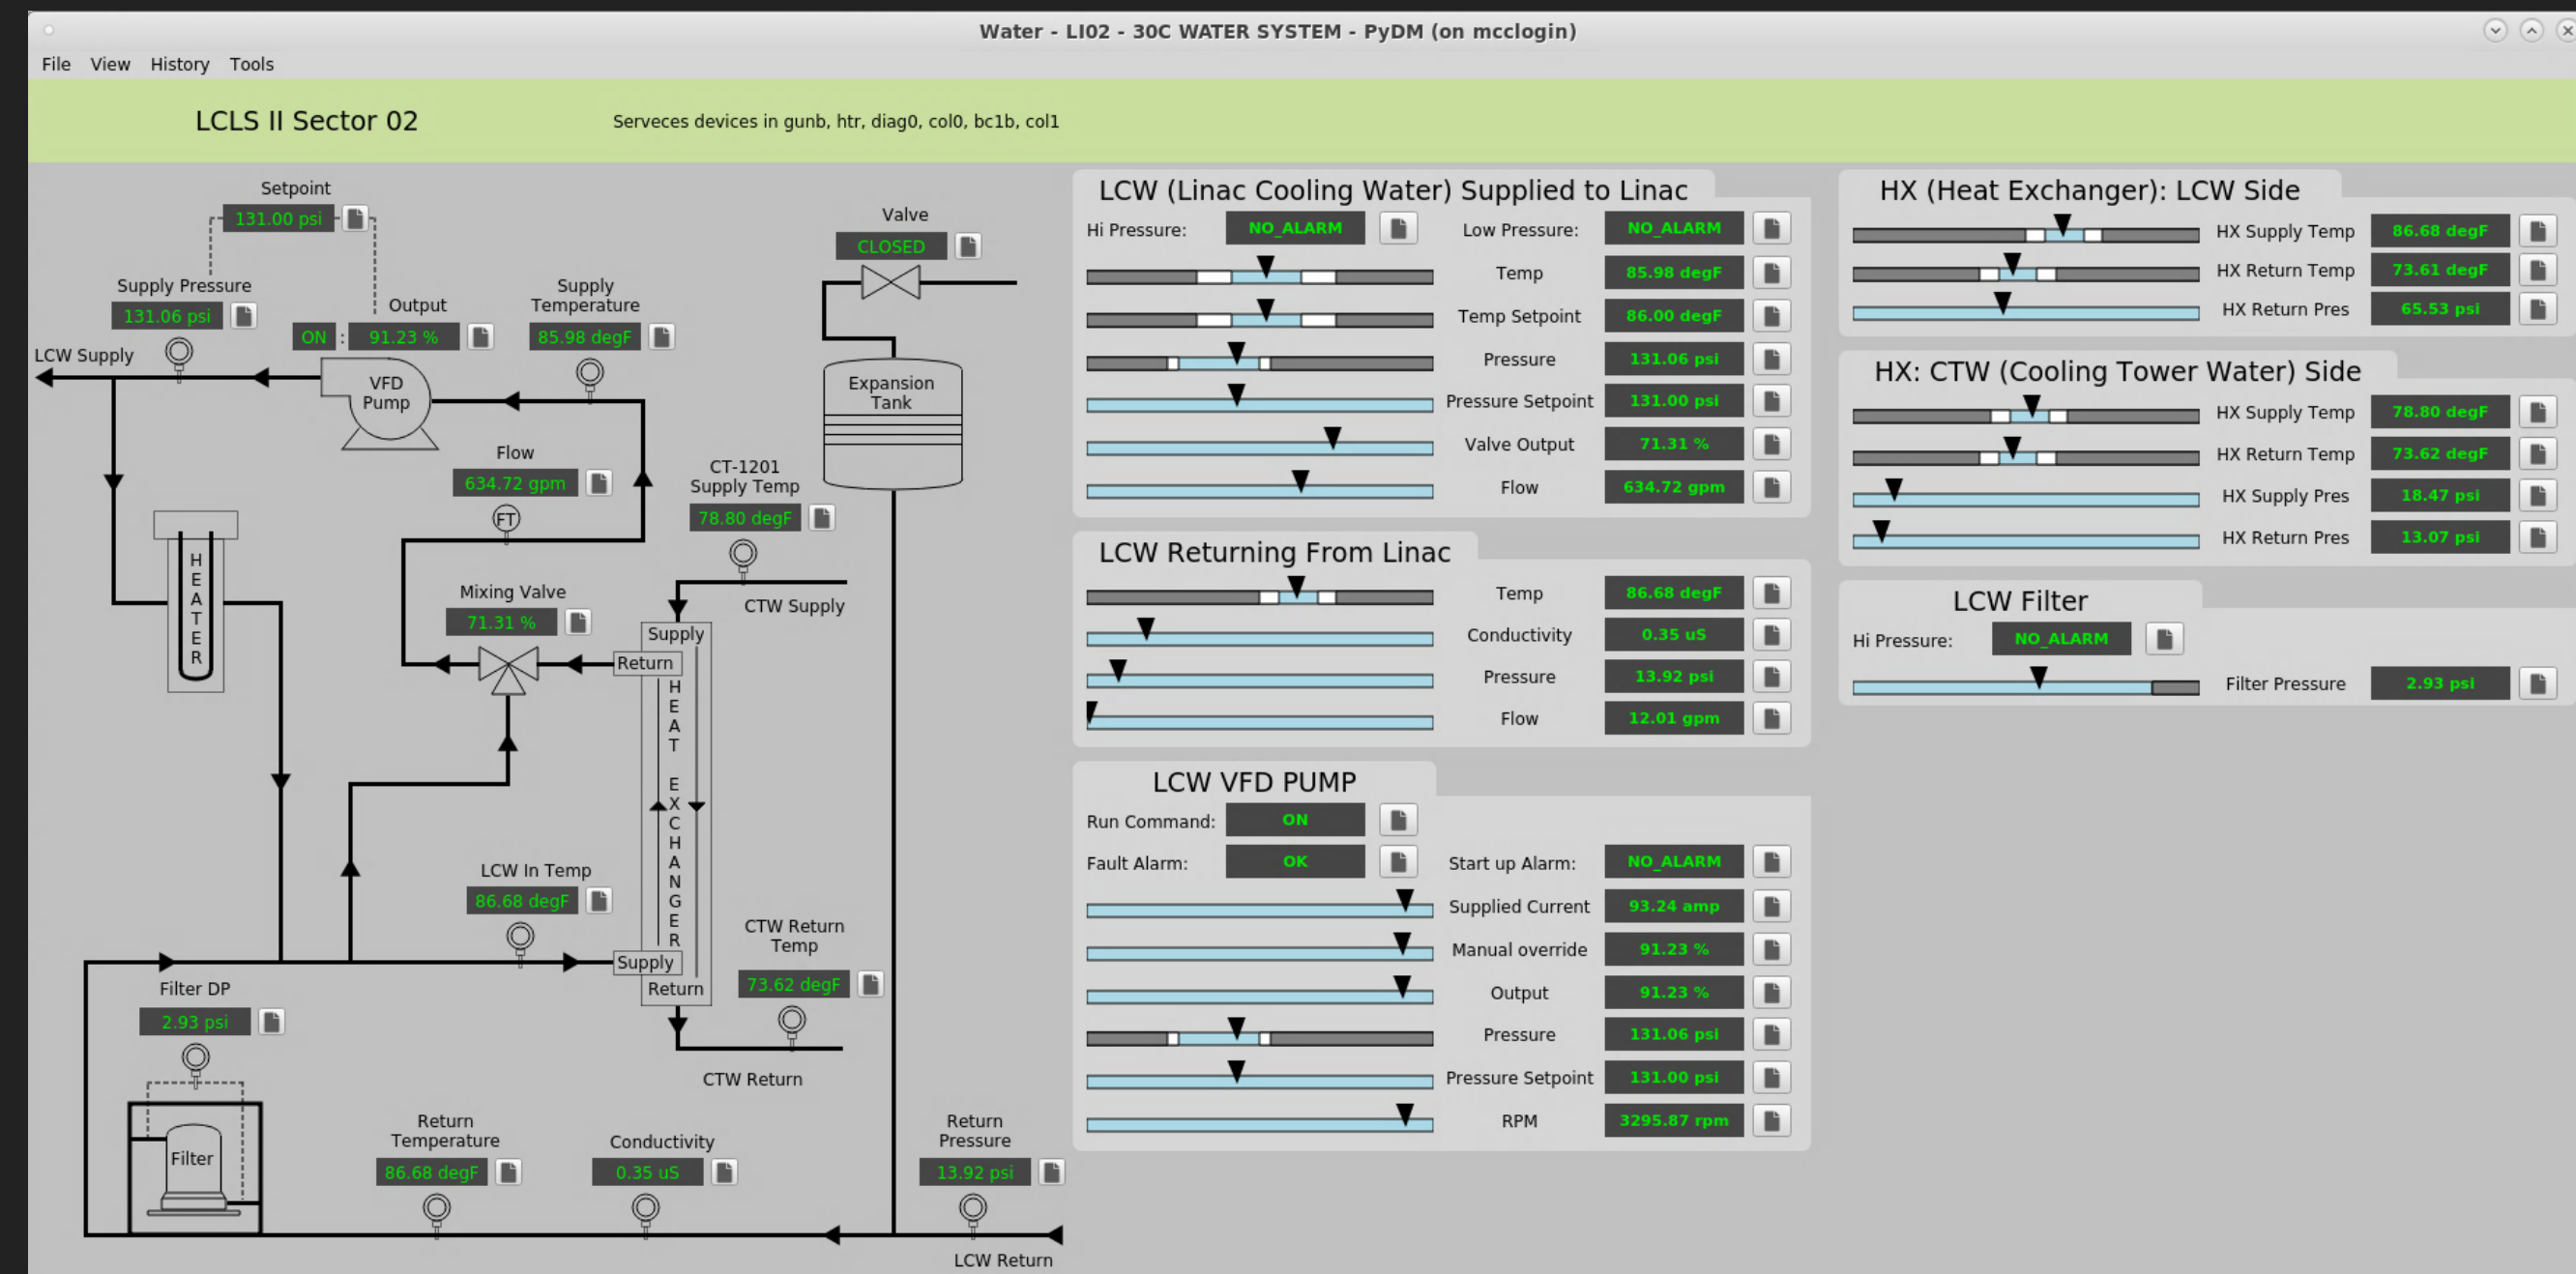 Water - LI02 - 30C WATER SYSTEM - PyDM (on mcclogin)
File View History Tools
LCLS II Sector 02
Serveces devices in gunb, htr, diag0, col0, bc1b, col1
Setpoint
131.00 psi
Supply Pressure
131.06 psi
Output
ON : 91.23 %
Supply
Temperature
85.98 degF
Valve
CLOSED
LCW Supply
VFD
Pump
Expansion
Tank
Flow
634.72 gpm
FT
CT-1201
Supply Temp
78.80 degF
HEATER
Mixing Valve
71.31 %
CTW Supply
Supply
Return
HEAT EXCHANGER
LCW In Temp
86.68 degF
Supply
Return
CTW Return
Temp
73.62 degF
CTW Return
Filter DP
2.93 psi
Filter
Return
Temperature
86.68 degF
Conductivity
0.35 uS
Return
Pressure
13.92 psi
LCW Return
LCW (Linac Cooling Water) Supplied to Linac
Hi Pressure: NO_ALARM Low Pressure: NO_ALARM
Temp 85.98 degF
Temp Setpoint 86.00 degF
Pressure 131.06 psi
Pressure Setpoint 131.00 psi
Valve Output 71.31 %
Flow 634.72 gpm
LCW Returning From Linac
Temp 86.68 degF
Conductivity 0.35 uS
Pressure 13.92 psi
Flow 12.01 gpm
LCW VFD PUMP
Run Command: ON
Fault Alarm: OK Start up Alarm: NO_ALARM
Supplied Current 93.24 amp
Manual override 91.23 %
Output 91.23 %
Pressure 131.06 psi
Pressure Setpoint 131.00 psi
RPM 3295.87 rpm
HX (Heat Exchanger): LCW Side
HX Supply Temp 86.68 degF
HX Return Temp 73.61 degF
HX Return Pres 65.53 psi
HX: CTW (Cooling Tower Water) Side
HX Supply Temp 78.80 degF
HX Return Temp 73.62 degF
HX Supply Pres 18.47 psi
HX Return Pres 13.07 psi
LCW Filter
Hi Pressure: NO_ALARM
Filter Pressure 2.93 psi